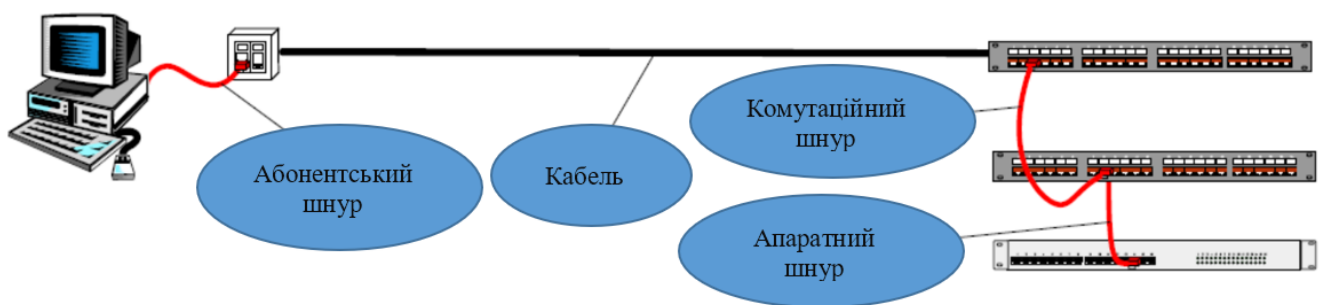 Абонентський
шнур
Кабель
Комутаційний
шнур
Апаратний
шнур